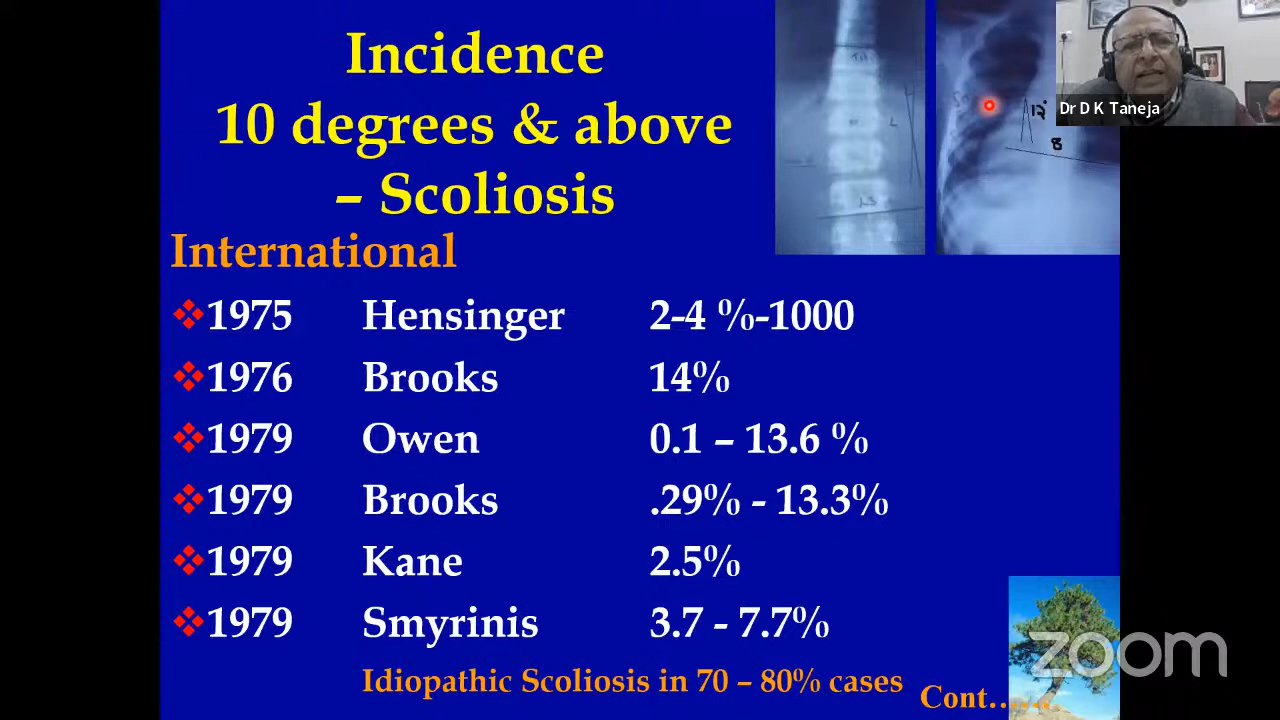 Incidence
10 degrees & above
– Scoliosis
International
1975 Hensinger 2-4 %-1000
1976 Brooks 14%
1979 Owen 0.1 – 13.6 %
1979 Brooks .29% - 13.3%
1979 Kane 2.5%
1979 Smyrinis 3.7 - 7.7%
Idiopathic Scoliosis in 70 – 80% cases
Cont.......
Dr D K Taneja
zoom